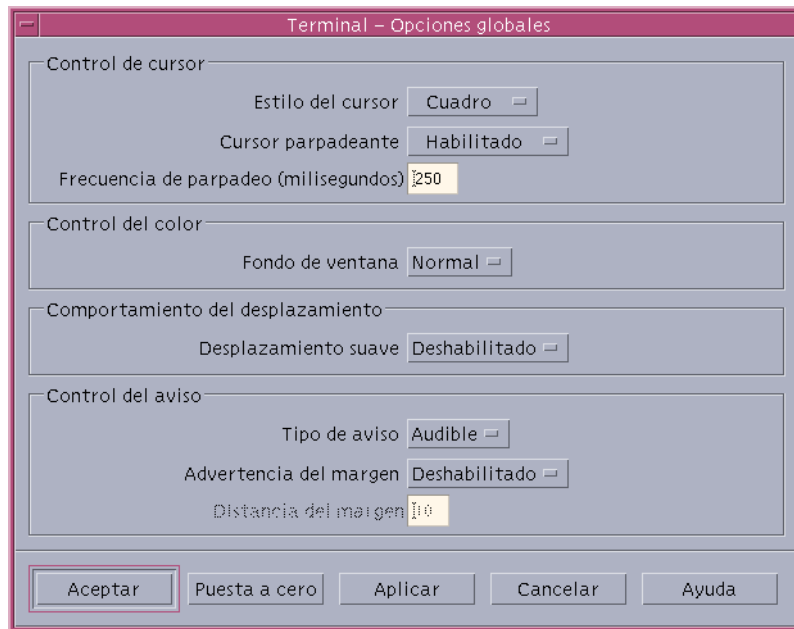 Terminal – Opciones globales
Control de cursor
Estilo del cursor Cuadro
Cursor parpadeante Habilitado
Frecuencia de parpadeo (milisegundos) 250
Control del color
Fondo de ventana Normal
Comportamiento del desplazamiento
Desplazamiento suave Deshabilitado
Control del aviso
Tipo de aviso Audible
Advertencia del margen Deshabilitado
Distancia del margen 10
Aceptar Puesta a cero Aplicar Cancelar Ayuda